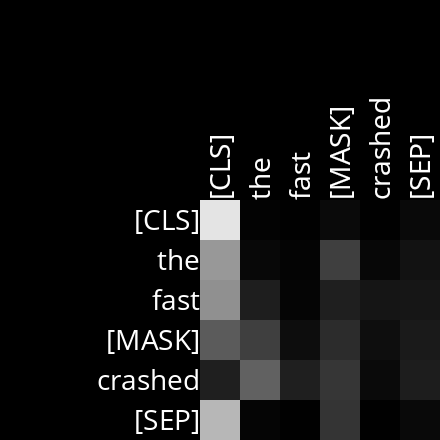 [CLS]
the
fast
[MASK]
crashed
[SEP]
[CLS]
the
fast
[MASK]
crashed
[SEP]